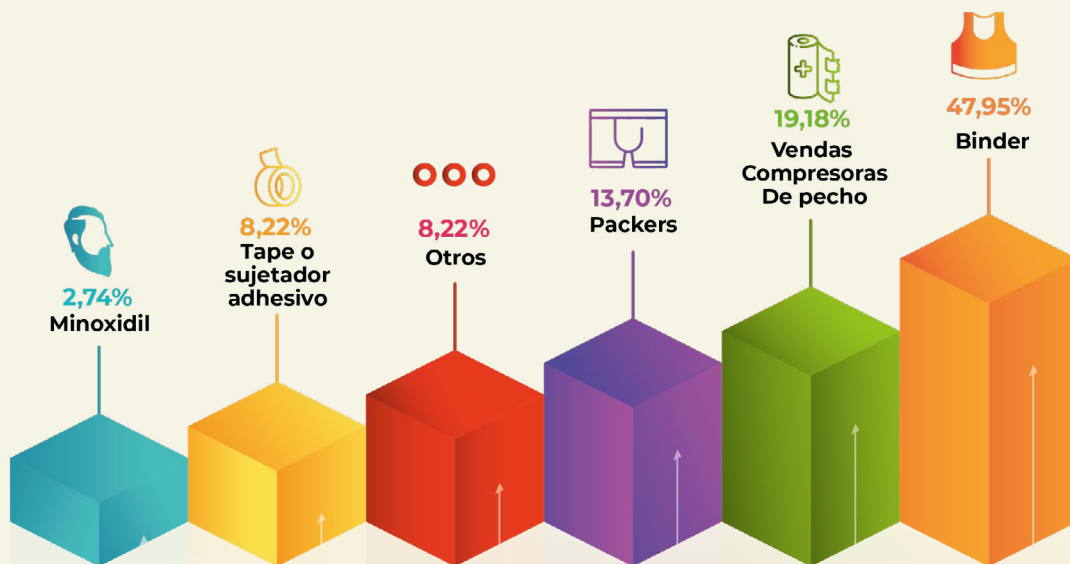 2,74%
Minoxidil
8,22%
Tape o
sujetador
adhesivo
8,22%
Otros
13,70%
Packers
19,18%
Vendas
Compresoras
De pecho
47,95%
Binder